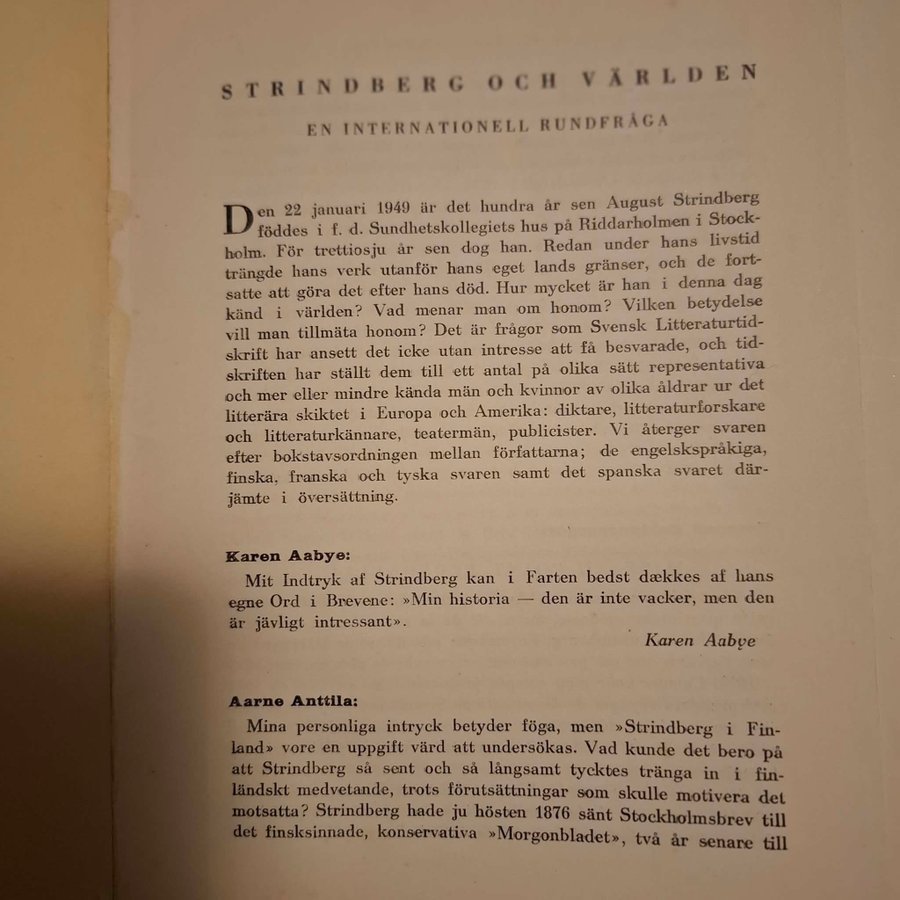 STRINDBERG OCH VÄRLDEN
EN INTERNATIONELL RUNDFRÅGA
Den 22 januari 1949 är det hundra år sen August Strindberg
föddes i f. d. Sundhetskollegiets hus på Riddarholmen i Stock-
holm. För trettiosju år sen dog han. Redan under hans livstid
trängde hans verk utanför hans eget lands gränser, och de fort-
satte att göra det efter hans död. Hur mycket är han i denna dag
känd i världen? Vad menar man om honom? Vilken betydelse
vill man tillmäta honom? Det är frågor som Svensk Litteraturtid-
skrift har ansett det icke utan intresse att få besvarade, och tid-
skriften har ställt dem till ett antal på olika sätt representativa
och mer eller mindre kända män och kvinnor av olika åldrar ur det
litterära skiktet i Europa och Amerika: diktare, litteraturforskare
och litteraturkännare, teatermän, publicister. Vi återger svaren
efter bokstavsordningen mellan författarna; de engelskspråkiga,
finska, franska och tyska svaren samt det spanska svaret där-
jämte i översättning.
Karen Aabye:
Mit Indtryk af Strindberg kan i Farten bedst dækkes af hans
egne Ord i Brevene: »Min historia — den är inte vacker, men den
är jävligt intressant».
Karen Aabye
Aarne Anttila:
Mina personliga intryck betyder föga, men »Strindberg i Fin-
land» vore en uppgift värd att undersökas. Vad kunde det bero på
att Strindberg så sent och så långsamt tycktes tränga in i fin-
ländskt medvetande, trots förutsättningar som skulle motivera det
motsatta? Strindberg hade ju hösten 1876 sänt Stockholmsbrev till
det finsksinnade, konservativa »Morgonbladet», två år senare till